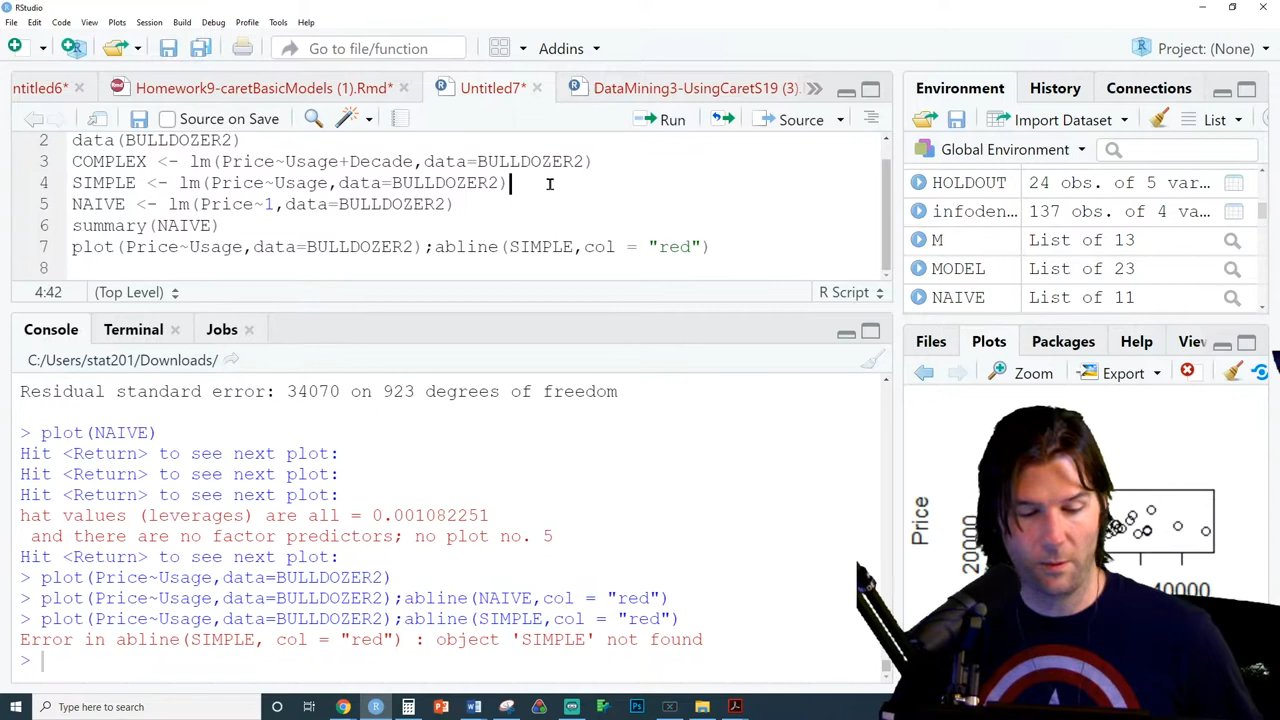 RStudio
File Edit Code View Plots Session Build Debug Profile Tools Help
Go to file/function Addins Project: (None)
ntitled6* Homework9-caretBasicModels (1).Rmd* Untitled7* DataMining3-UsingCaretS19 (3).
Source on Save Run Source
2 data(BULLDOZER2)
3 COMPLEX <- lm(Price~Usage+Decade,data=BULLDOZER2)
4 SIMPLE <- lm(Price~Usage,data=BULLDOZER2)
5 NAIVE <- lm(Price~1,data=BULLDOZER2)
6 summary(NAIVE)
7 plot(Price~Usage,data=BULLDOZER2);abline(SIMPLE,col = "red")
8
4:42 (Top Level) R Script
Console Terminal Jobs
C:/Users/stat201/Downloads/
Residual standard error: 34070 on 923 degrees of freedom
> plot(NAIVE)
Hit <Return> to see next plot:
Hit <Return> to see next plot:
Hit <Return> to see next plot:
hat values (leverages) are all = 0.001082251
and there are no factor predictors; no plot no. 5
Hit <Return> to see next plot:
> plot(Price~Usage,data=BULLDOZER2)
> plot(Price~Usage,data=BULLDOZER2);abline(NAIVE,col = "red")
> plot(Price~Usage,data=BULLDOZER2);abline(SIMPLE,col = "red")
Error in abline(SIMPLE, col = "red") : object 'SIMPLE' not found
>
Environment History Connections
Import Dataset List
Global Environment
HOLDOUT 24 obs. of 5 var…
infoden… 137 obs. of 4 va…
M List of 13
MODEL List of 23
NAIVE List of 11
Files Plots Packages Help Viev
Zoom Export
Price
20000
40000
Type here to search